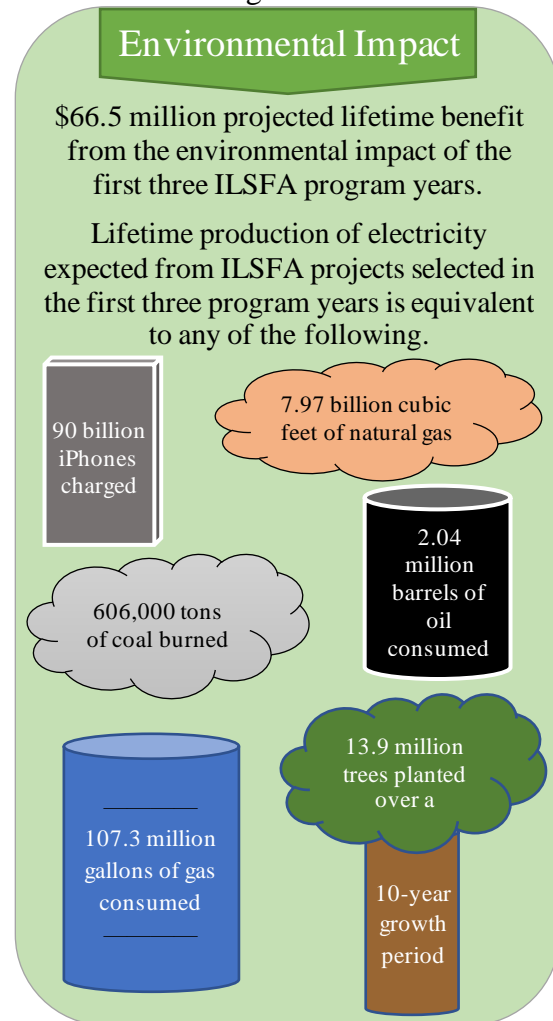 Environmental Impact
$66.5 million projected lifetime benefit
from the environmental impact of the
first three ILSFA program years.
Lifetime production of electricity
expected from ILSFA projects selected in
the first three program years is equivalent
to any of the following.
90 billion
iPhones
charged
7.97 billion cubic
feet of natural gas
2.04
million
barrels of
oil
consumed
606,000 tons
of coal burned
13.9 million
trees planted
over a
10-year
growth
period
107.3 million
gallons of gas
consumed